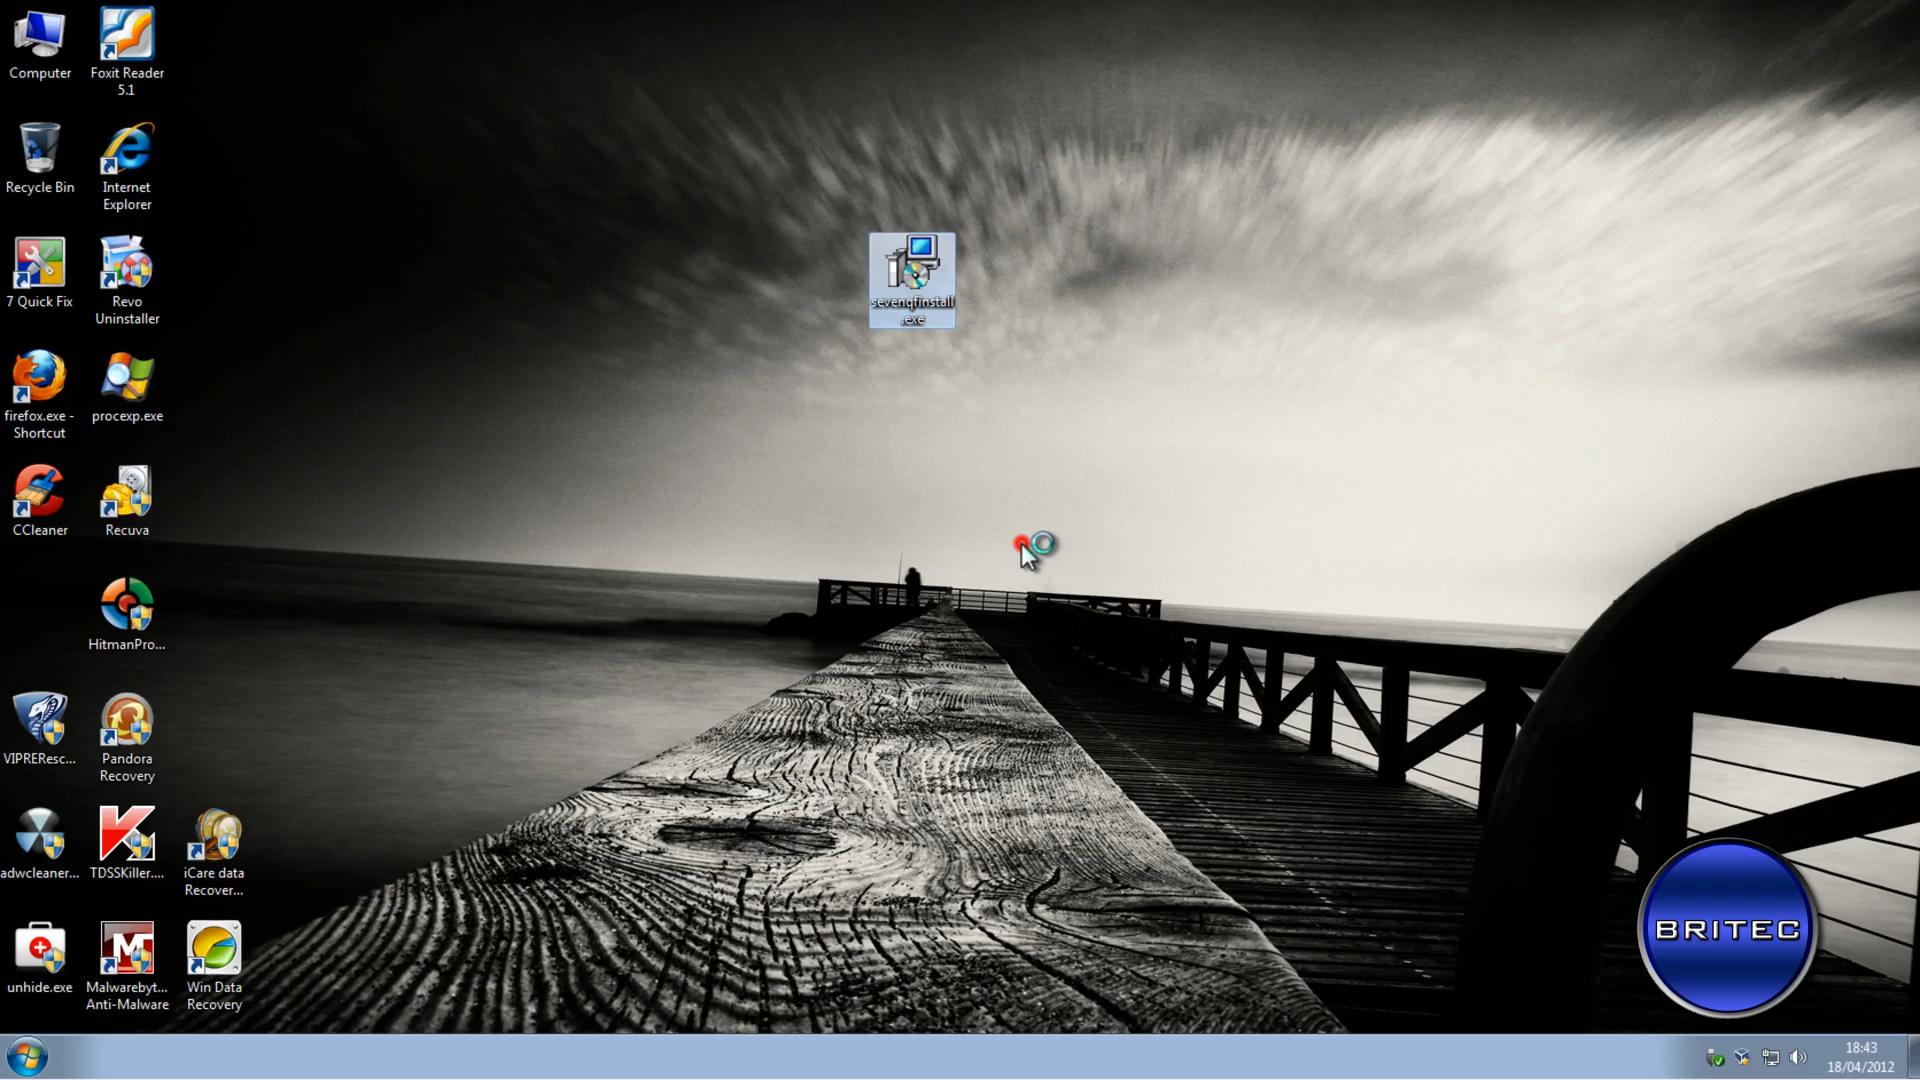 Computer
Foxit Reader
5.1
Recycle Bin
Internet
Explorer
7 Quick Fix
Revo
Uninstaller
firefox.exe -
Shortcut
procexp.exe
CCleaner
Recuva
HitmanPro...
VIPREResc...
Pandora
Recovery
adwcleaner...
TDSSKiller....
iCare data
Recover...
unhide.exe
Malwarebyt...
Anti-Malware
Win Data
Recovery
sevenqfinstall
.exe
BRITEC
18:43
18/04/2012